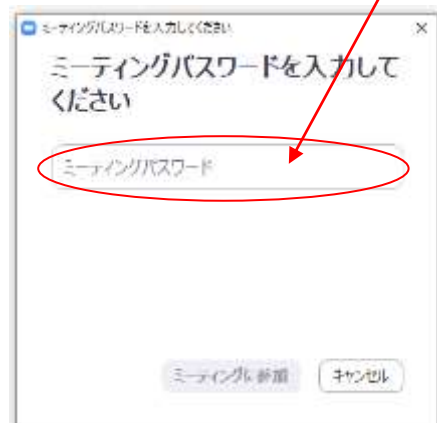 ミーティングパスワードを入力してください
ミーティングパスワードを入力して
ください
ミーティングパスワード
ミーティングに参加
キャンセル